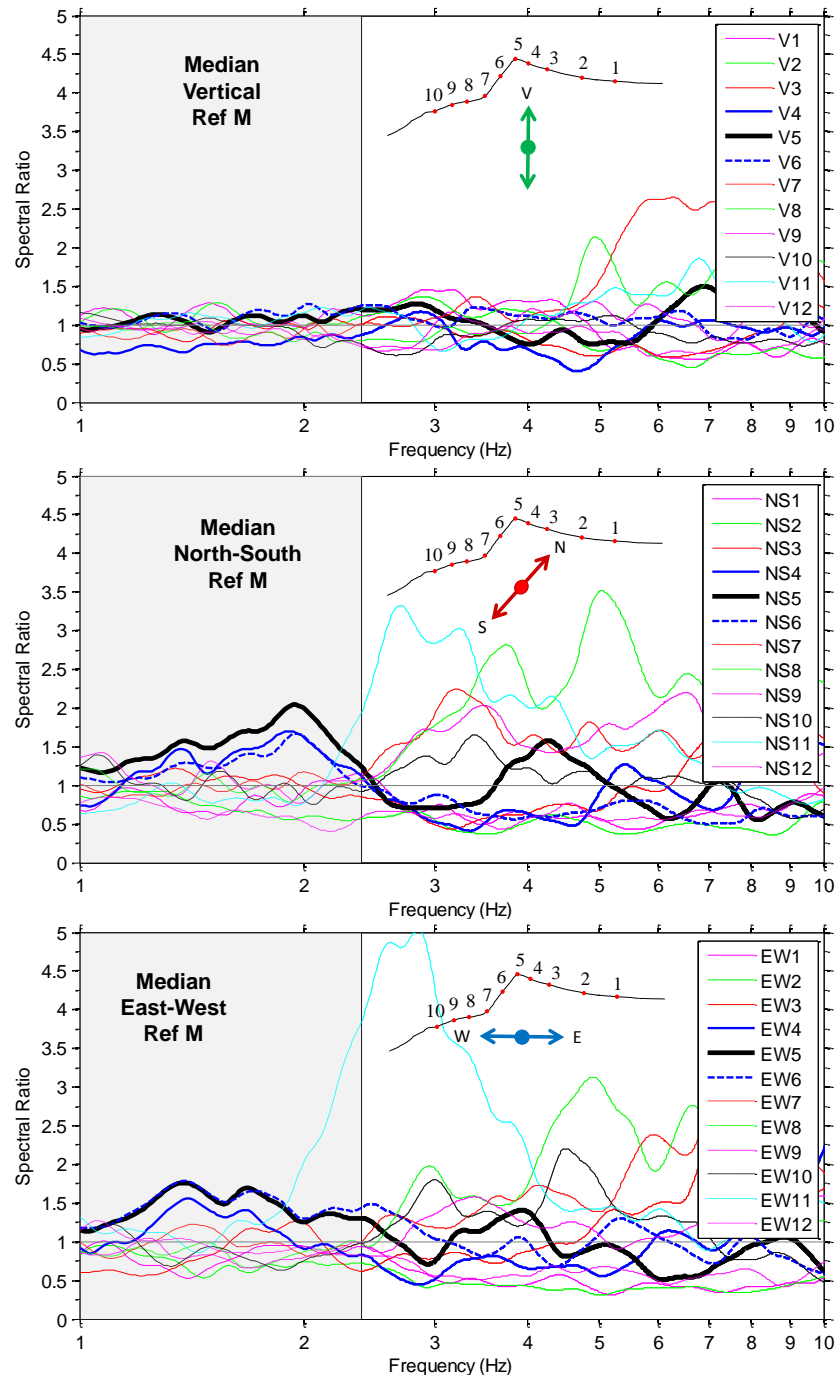 5
4.5
4
3.5
3
2.5
2
1.5
1
0.5
0
Spectral Ratio
Median
Vertical
Ref M
10 9 8 7 6 5 4 3 2 1
V
V1
V2
V3
V4
V5
V6
V7
V8
V9
V10
V11
V12
1 2 3 4 5 6 7 8 9 10
Frequency (Hz)
5
4.5
4
3.5
3
2.5
2
1.5
1
0.5
0
Spectral Ratio
Median
North-South
Ref M
10 9 8 7 6 5 4 3 2 1
N
S
NS1
NS2
NS3
NS4
NS5
NS6
NS7
NS8
NS9
NS10
NS11
NS12
1 2 3 4 5 6 7 8 9 10
Frequency (Hz)
5
4.5
4
3.5
3
2.5
2
1.5
1
0.5
0
Spectral Ratio
Median
East-West
Ref M
10 9 8 7 6 5 4 3 2 1
W E
EW1
EW2
EW3
EW4
EW5
EW6
EW7
EW8
EW9
EW10
EW11
EW12
1 2 3 4 5 6 7 8 9 10
Frequency (Hz)